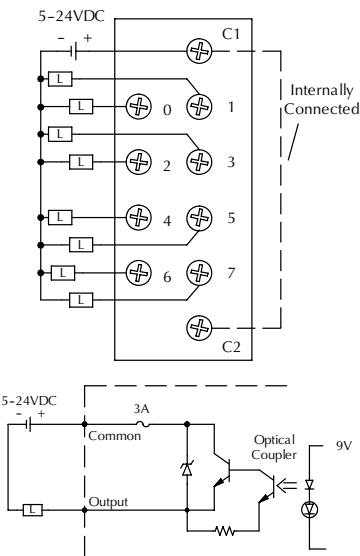 5-24VDC
- +
C1
L
L
0
1
Internally
Connected
L
L
2
3
L
4
5
L
L
6
7
L
C2
5-24VDC
- +
3A
Common
Optical
Coupler
9V
Output
L